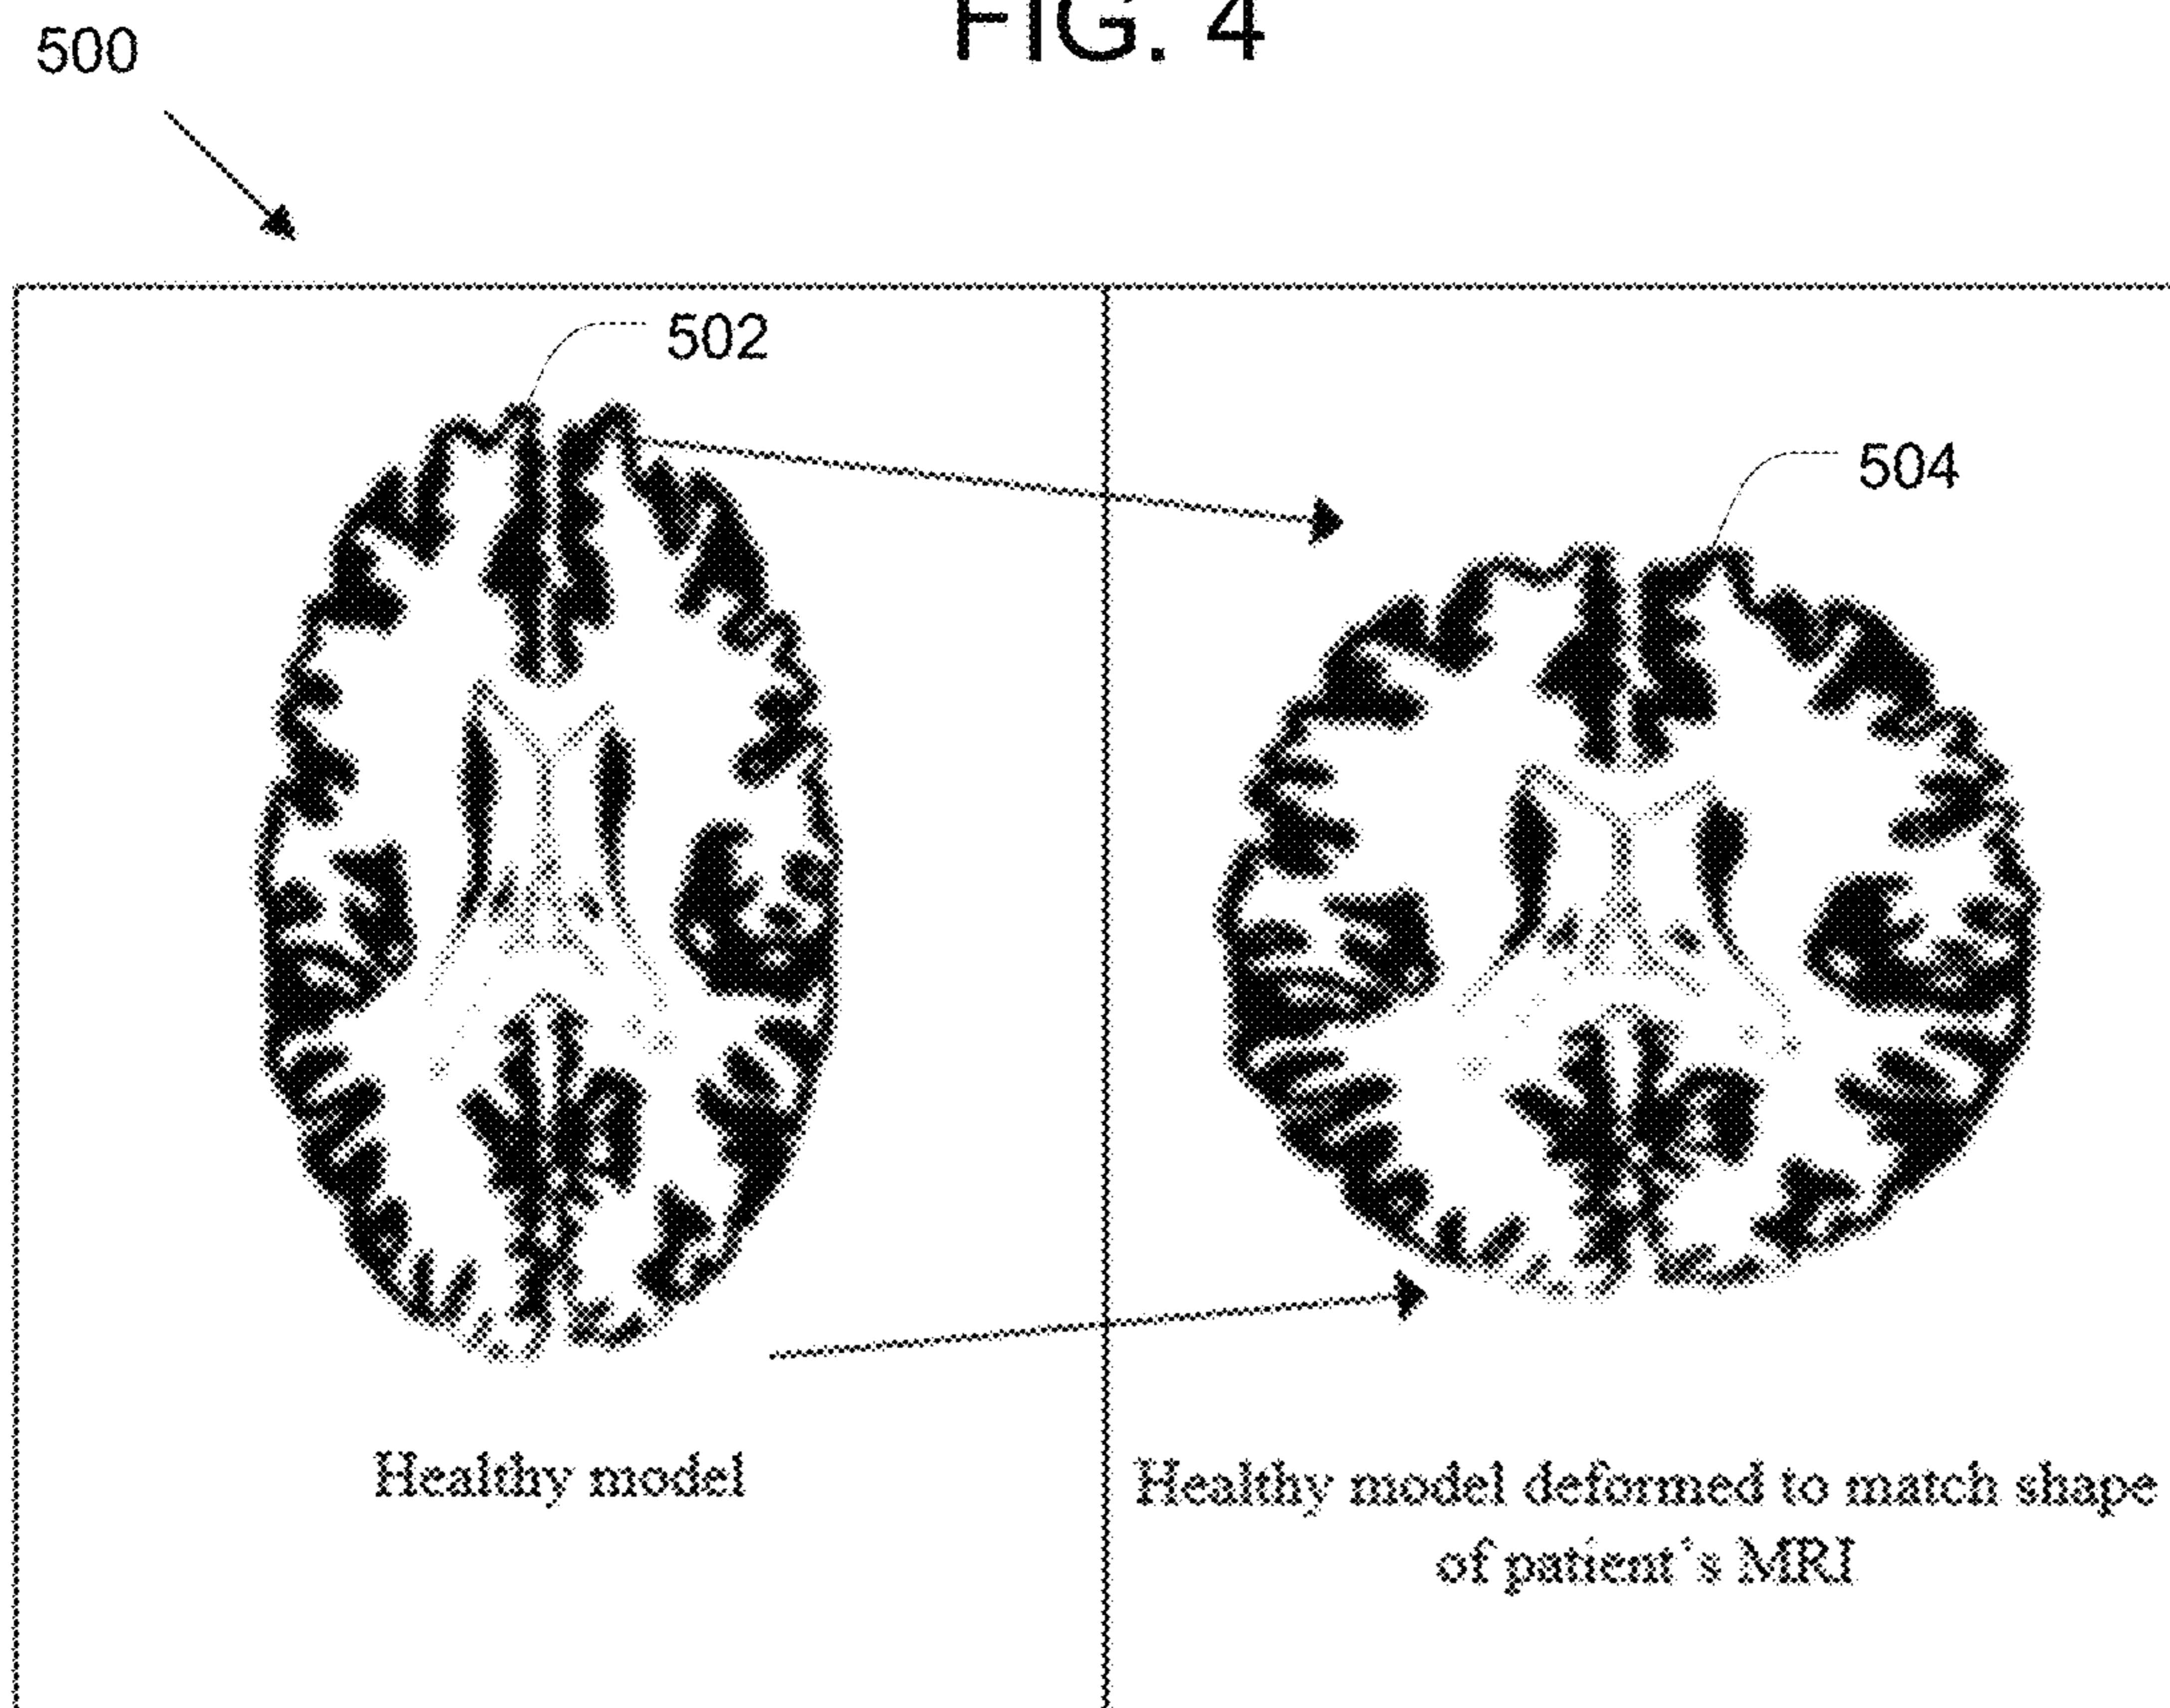 FIG. 4
500
502
504
Healthy model
Healthy model deformed to match shape
of patient's MRI